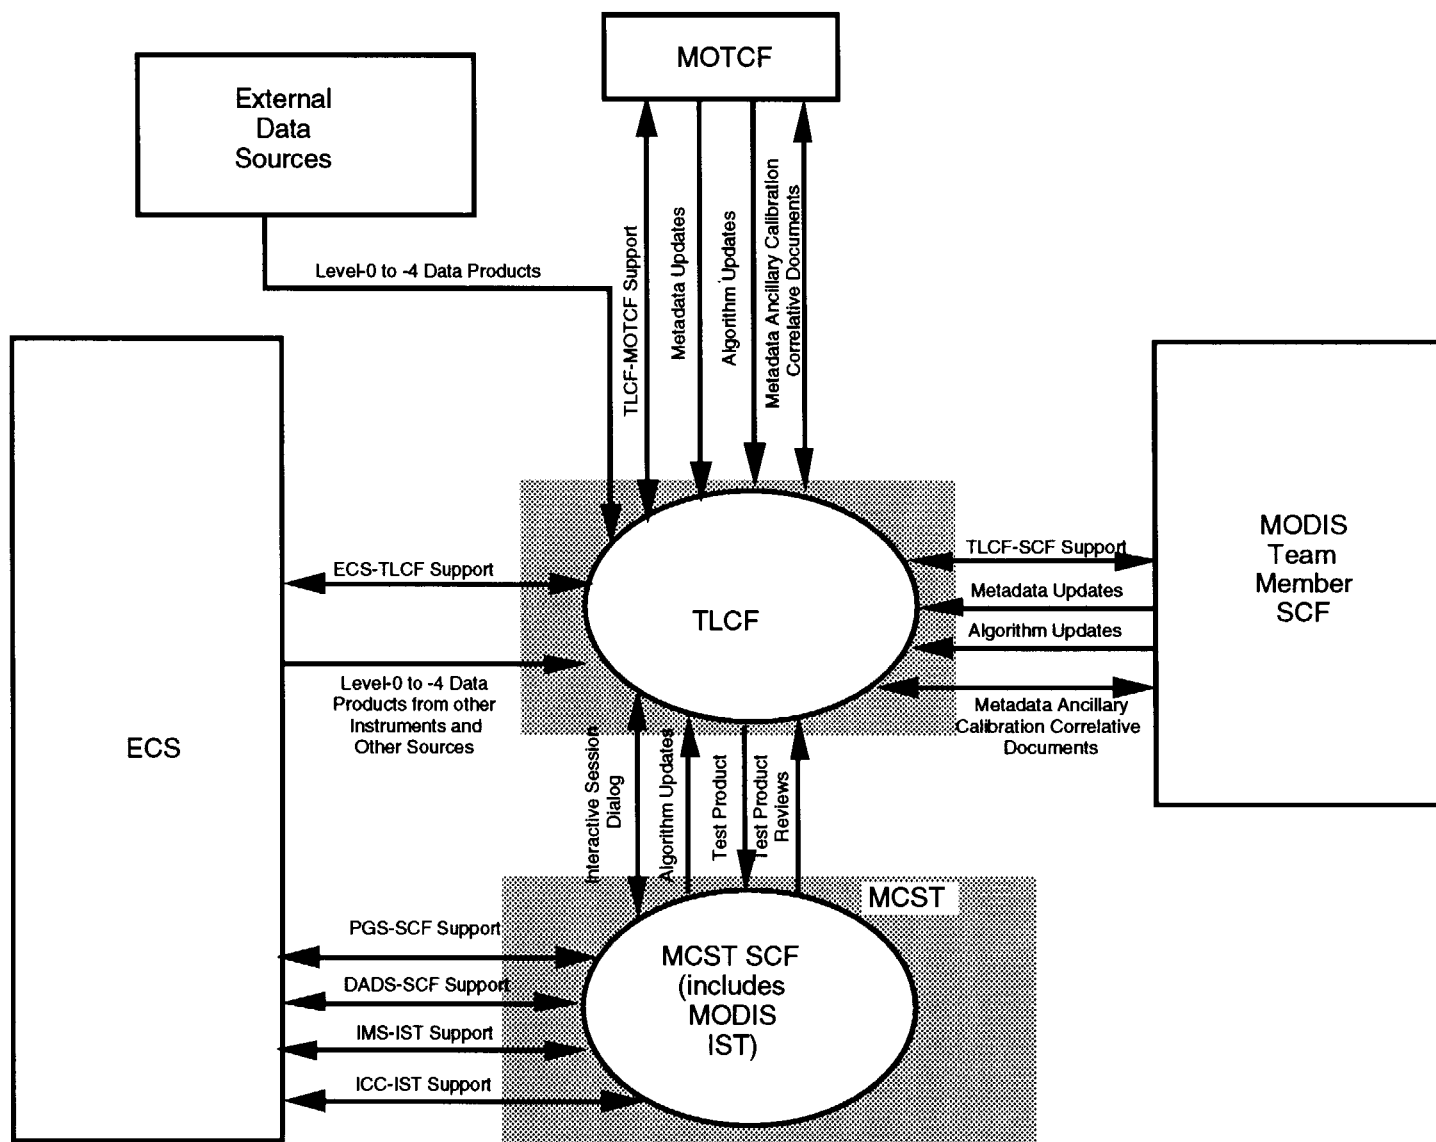 MOTCF
External
Data
Sources
Level-0 to -4 Data Products
TLCF-MOTCF Support
Metadata Updates
Algorithm Updates
Metadata Ancillary Calibration
Correlative Documents
ECS
MODIS
Team
Member
SCF
ECS-TLCF Support
TLCF
TLCF-SCF Support
Metadata Updates
Algorithm Updates
Metadata Ancillary
Calibration Correlative
Documents
Level-0 to -4 Data
Products from other
Instruments and
Other Sources
Interactive Session
Dialog
Algorithm Updates
Test Product
Test Product
Reviews
MCST
MCST SCF
(includes
MODIS
IST)
PGS-SCF Support
DADS-SCF Support
IMS-IST Support
ICC-IST Support